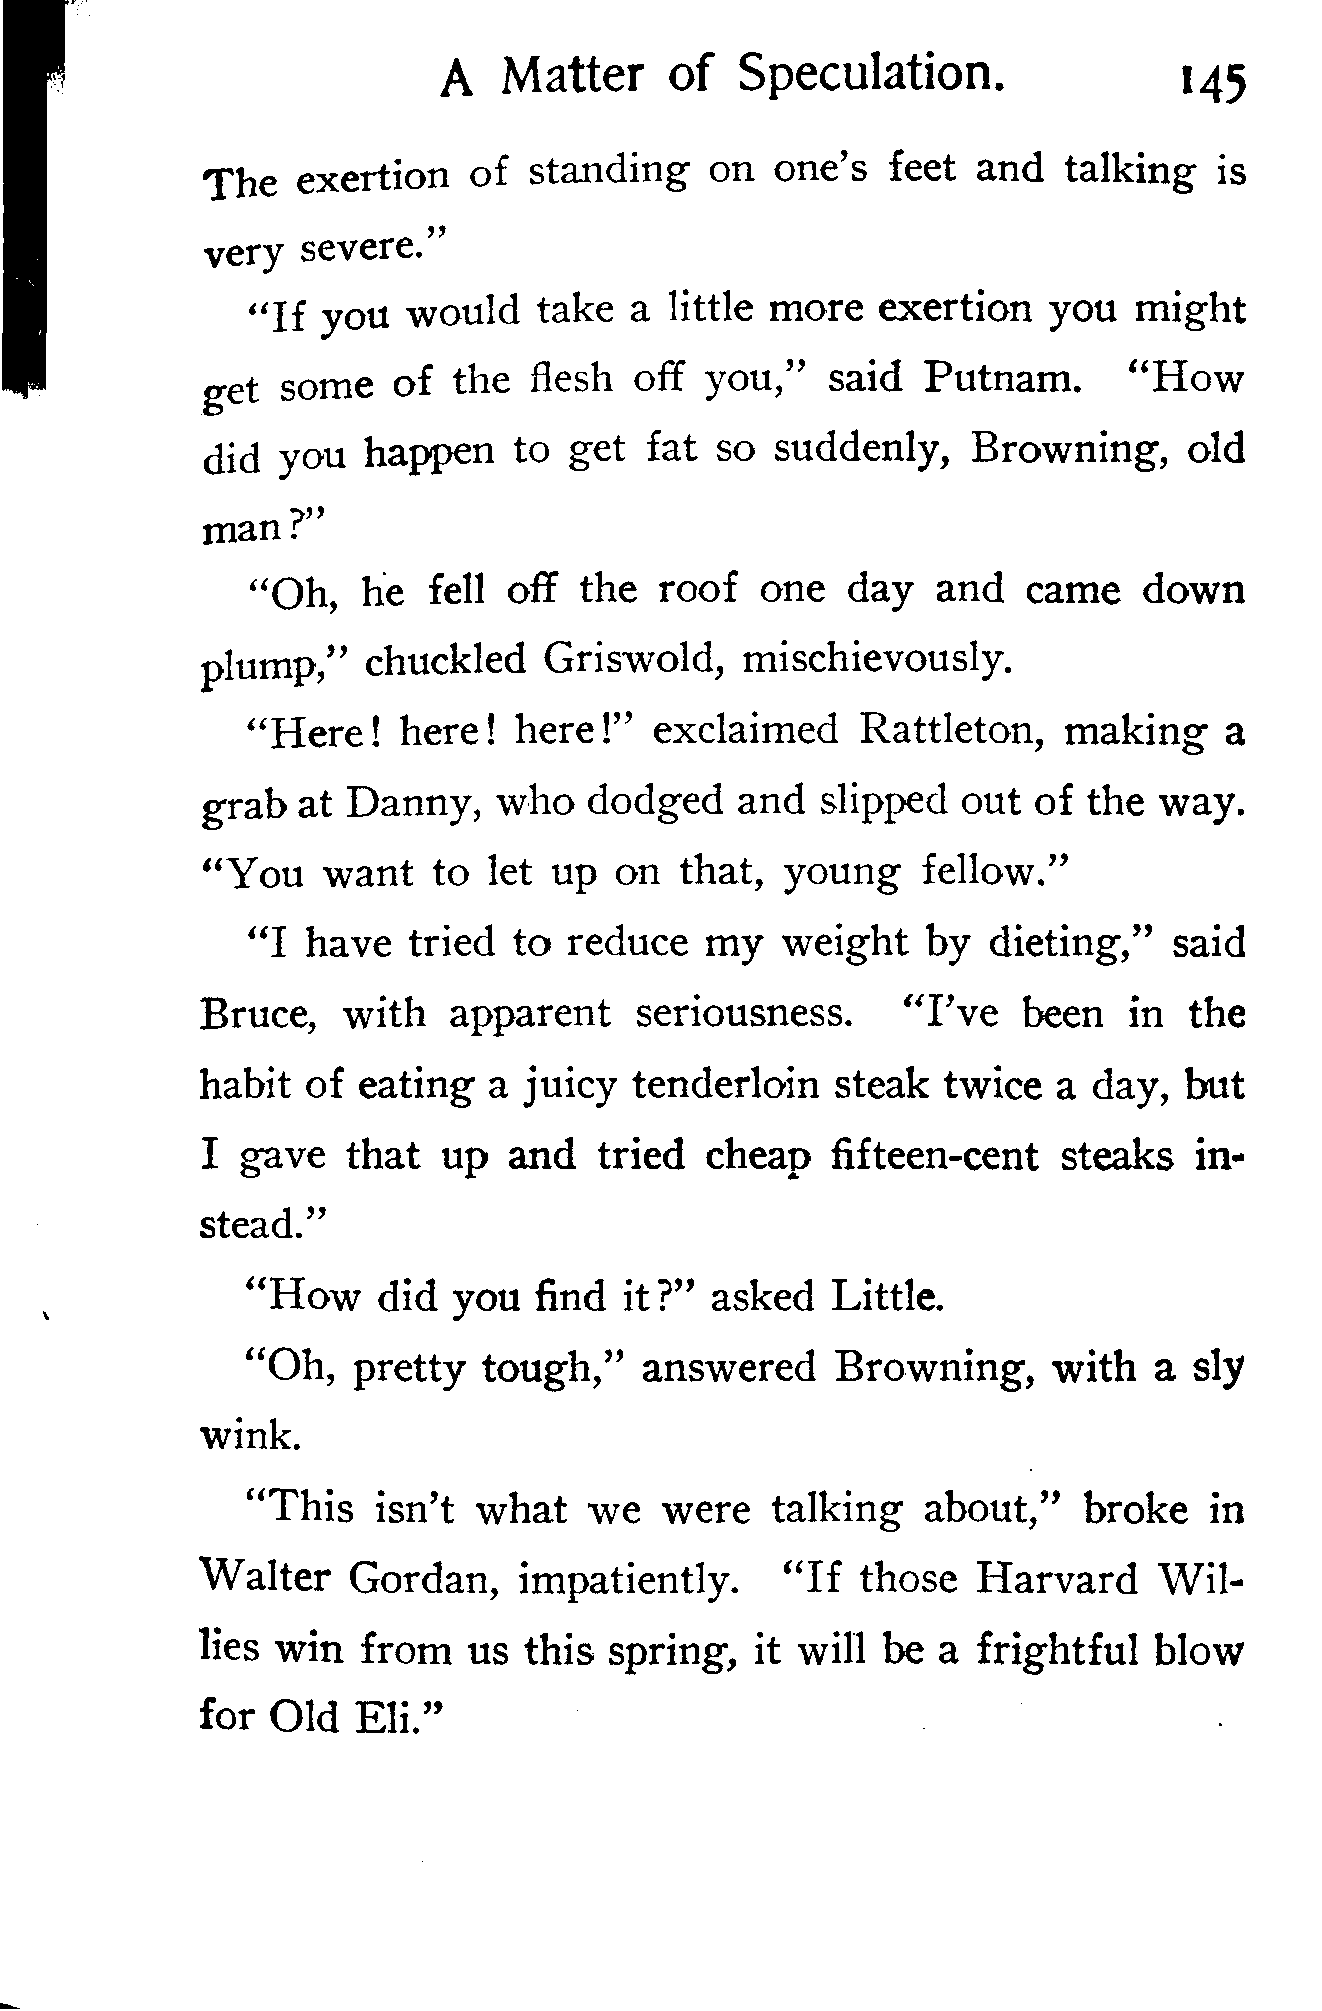 A Matter of Speculation. 145
The exertion of standing on one's feet and talking is
very severe."
"If you would take a little more exertion you might
get some of the flesh off you," said Putnam. "How
did you happen to get fat so suddenly, Browning, old
man?"
"Oh, he fell off the roof one day and came down
plump," chuckled Griswold, mischievously.
"Here! here! here!" exclaimed Rattleton, making a
grab at Danny, who dodged and slipped out of the way.
"You want to let up on that, young fellow."
"I have tried to reduce my weight by dieting," said
Bruce, with apparent seriousness. "I've been in the
habit of eating a juicy tenderloin steak twice a day, but
I gave that up and tried cheap fifteen-cent steaks in-
stead."
"How did you find it?" asked Little.
"Oh, pretty tough," answered Browning, with a sly
wink.
"This isn't what we were talking about," broke in
Walter Gordan, impatiently. "If those Harvard Wil-
lies win from us this spring, it will be a frightful blow
for Old Eli."